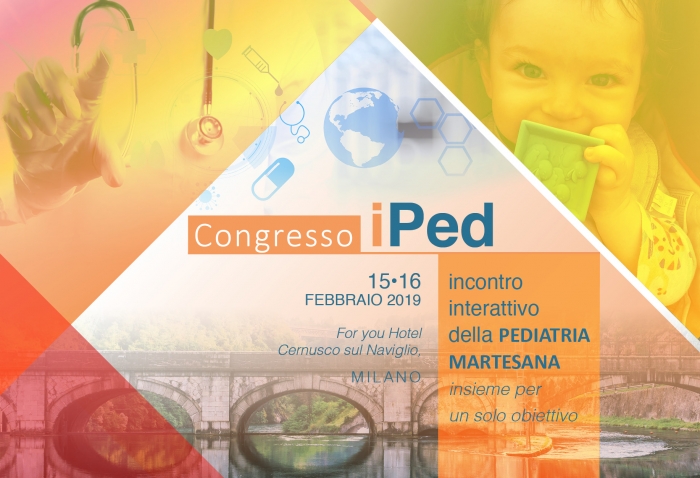 Congresso iPed
15•16
FEBBRAIO 2019
For you Hotel
Cernusco sul Naviglio,
MILANO
incontro
interattivo
della PEDIATRIA
MARTESANA
insieme per
un solo obiettivo